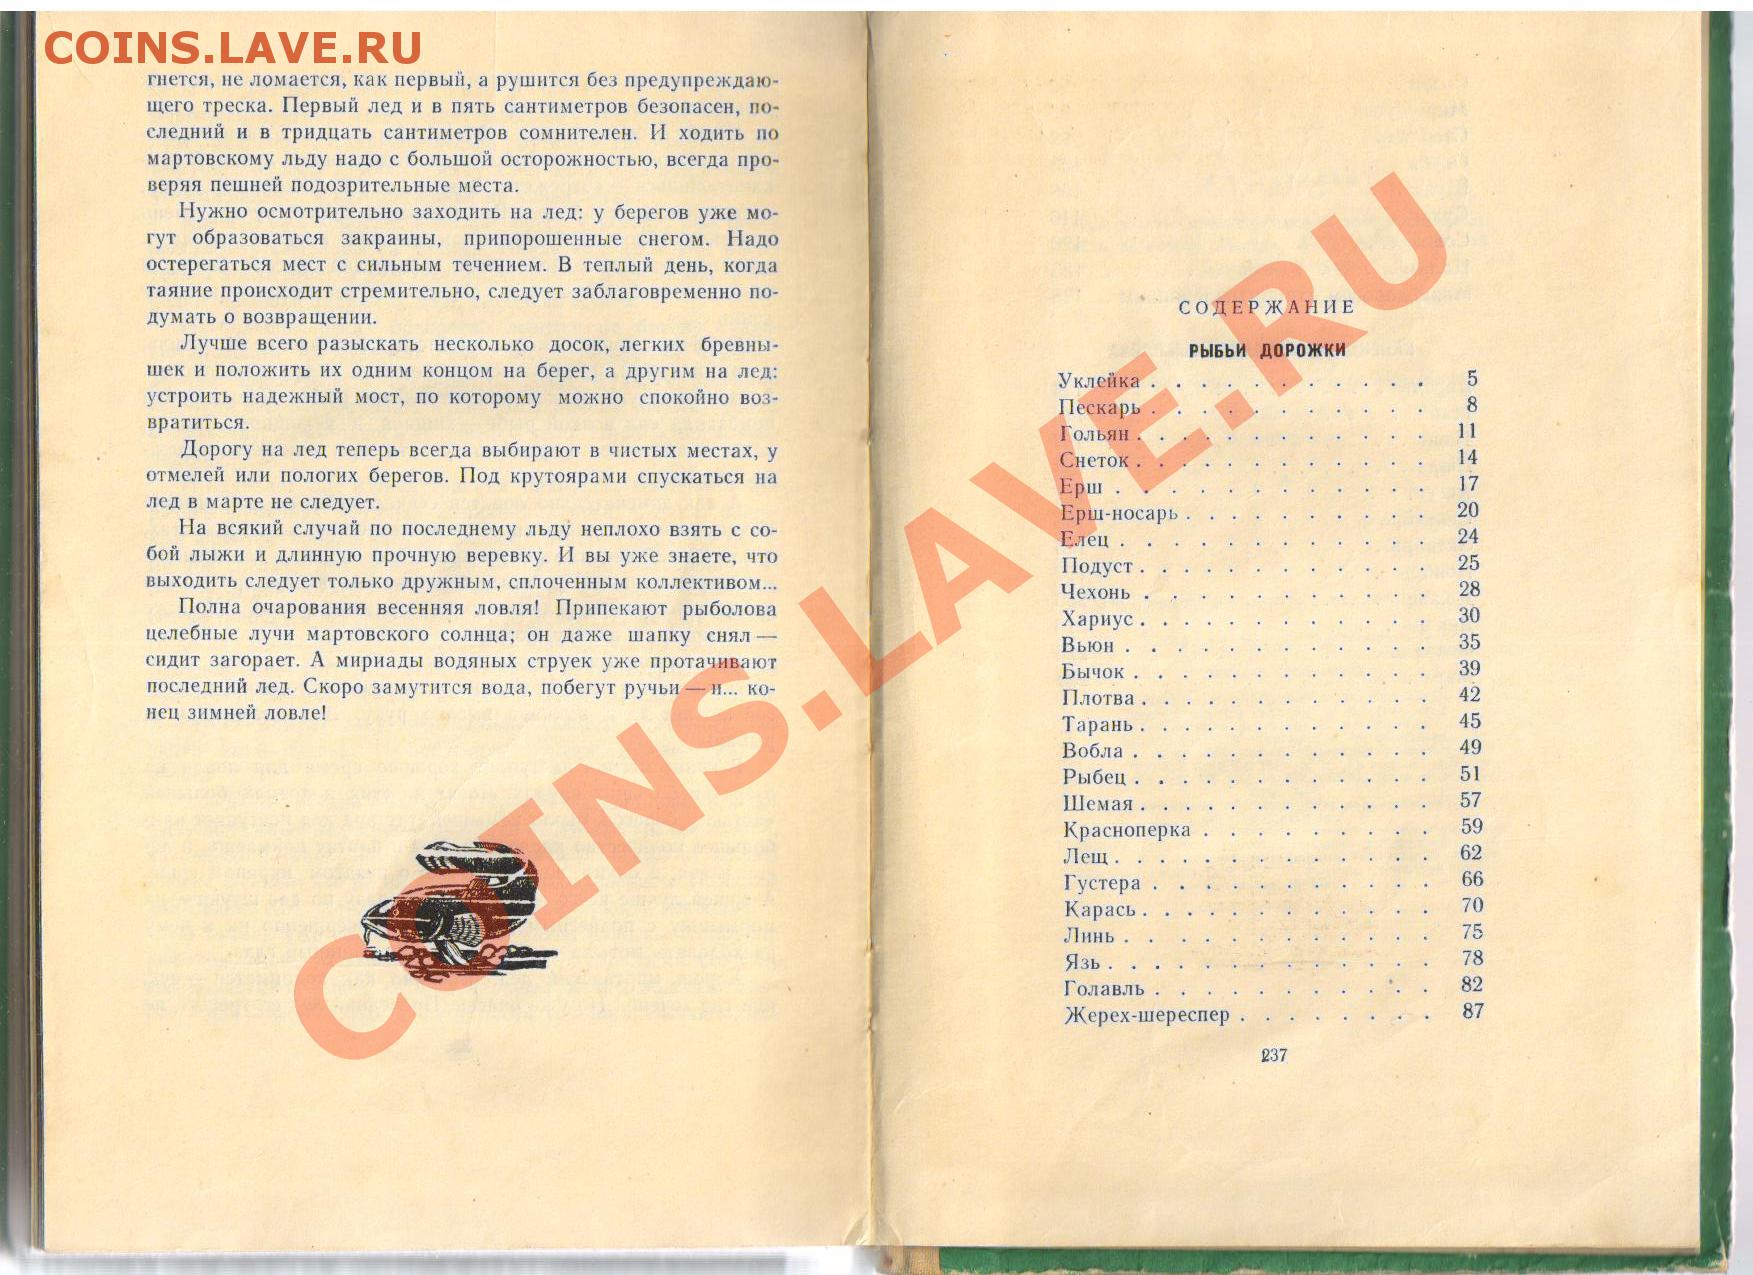 COINS.LAVE.RU
гнется, не ломается, как первый, а рушится без предупреждаю-
щего треска. Первый лед и в пять сантиметров безопасен, по-
следний и в тридцать сантиметров сомнителен. И ходить по
мартовскому льду надо с большой осторожностью, всегда про-
веряя пешней подозрительные места.
Нужно осмотрительно заходить на лед: у берегов уже мо-
гут образоваться закраины, припорошенные снегом. Надо
остерегаться мест с сильным течением. В теплый день, когда
таяние происходит стремительно, следует заблаговременно по-
думать о возвращении.
Лучше всего разыскать несколько досок, легких бревны-
шек и положить их одним концом на берег, а другим на лед:
устроить надежный мост, по которому можно спокойно воз-
вратиться.
Дорогу на лед теперь всегда выбирают в чистых местах, у
отмелей или пологих берегов. Под крутоярами спускаться на
лед в марте не следует.
На всякий случай по последнему льду неплохо взять с со-
бой лыжи и длинную прочную веревку. И вы уже знаете, что
выходить следует только дружным, сплоченным коллективом...
Полна очарования весенняя ловля! Припекают рыболова
целебные лучи мартовского солнца; он даже шапку снял —
сидит загорает. А мириады водяных струек уже протачивают
последний лед. Скоро замутится вода, побегут ручьи — и... ко-
нец зимней ловле!
COINS.LAVE.RU
СОДЕРЖАНИЕ
РЫБЬИ ДОРОЖКИ
Уклейка . . . . . . . . . . . 5
Пескарь . . . . . . . . . . . 8
Гольян . . . . . . . . . . . . 11
Снеток . . . . . . . . . . . . 14
Ерш . . . . . . . . . . . . . 17
Ерш-носарь . . . . . . . . . . 20
Елец . . . . . . . . . . . . . 24
Подуст . . . . . . . . . . . . 25
Чехонь . . . . . . . . . . . . 28
Хариус . . . . . . . . . . . . 30
Вьюн . . . . . . . . . . . . . 35
Бычок . . . . . . . . . . . . 39
Плотва . . . . . . . . . . . . 42
Тарань . . . . . . . . . . . . 45
Вобла . . . . . . . . . . . . 49
Рыбец . . . . . . . . . . . . 51
Шемая . . . . . . . . . . . . 57
Красноперка . . . . . . . . . 59
Лещ . . . . . . . . . . . . . 62
Густера . . . . . . . . . . . 66
Карась . . . . . . . . . . . . 70
Линь . . . . . . . . . . . . . 75
Язь . . . . . . . . . . . . . 78
Голавль . . . . . . . . . . . 82
Жерех-шереспер . . . . . . . . 87
237